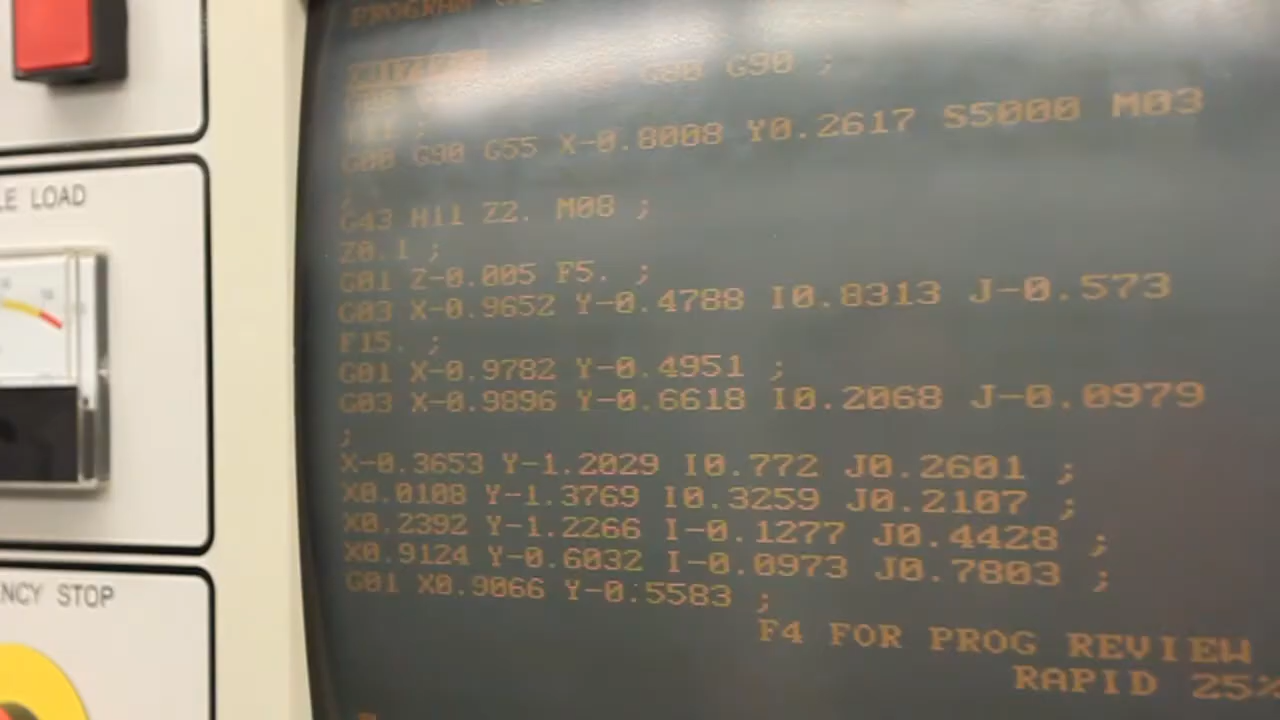 PROGRAM
G80 G90 ;
G00 G90 G55 X-0.8008 Y0.2617 S5000 M03
;
G43 H11 Z2. M08 ;
Z0.1 ;
G01 Z-0.005 F5. ;
G03 X-0.9652 Y-0.4788 I0.8313 J-0.573
F15. ;
G01 X-0.9782 Y-0.4951 ;
G03 X-0.9896 Y-0.6618 I0.2068 J-0.0979
;
X-0.3653 Y-1.2029 I0.772 J0.2601 ;
X0.0108 Y-1.3769 I0.3259 J0.2107 ;
X0.2392 Y-1.2266 I-0.1277 J0.4428 ;
X0.9124 Y-0.6032 I-0.0973 J0.7803 ;
G01 X0.9066 Y-0.5583 ;
F4 FOR PROG REVIEW
RAPID 25%
LE LOAD
NCY STOP